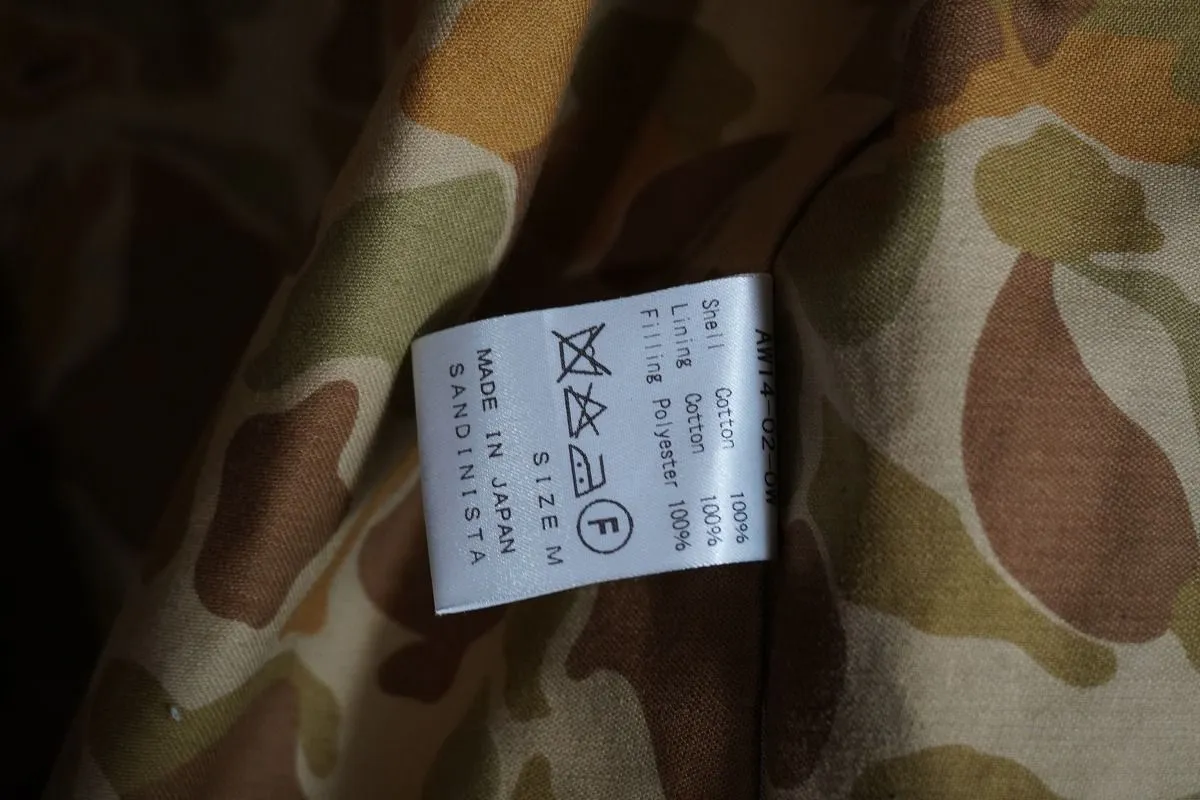 AW14-02-OW
Shell Cotton 100%
Lining Cotton 100%
Filling Polyester 100%
F
SIZE M
MADE IN JAPAN
SANDINISTA